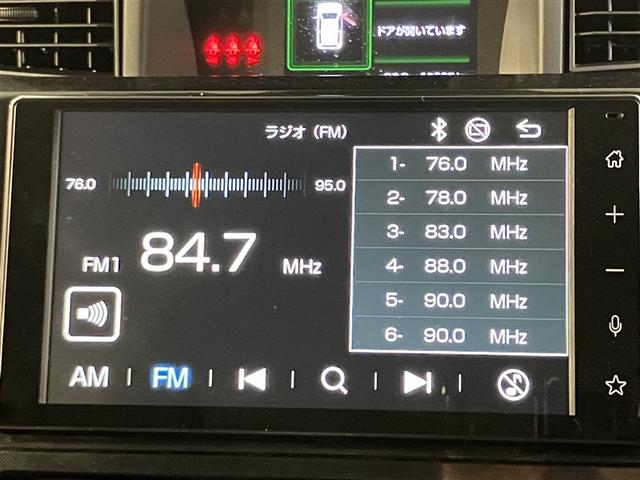 ドアが開いています
ラジオ (FM)
76.0
95.0
FM1
84.7
MHz
1- 76.0 MHz
2- 78.0 MHz
3- 83.0 MHz
4- 88.0 MHz
5- 90.0 MHz
6- 90.0 MHz
AM
FM